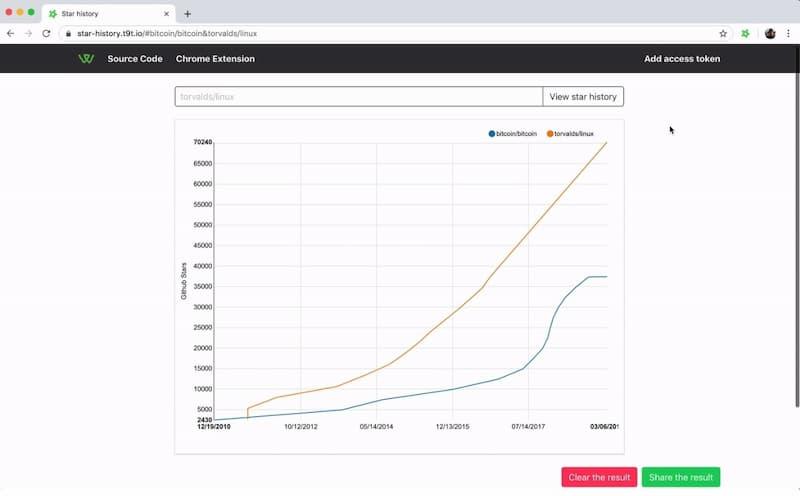 Star history
star-history.t9t.io/#bitcoin/bitcoin&torvalds/linux
Source Code
Chrome Extension
Add access token
torvalds/linux
View star history
bitcoin/bitcoin
torvalds/linux
70240
65000
60000
55000
50000
45000
40000
35000
30000
25000
20000
15000
10000
5000
2430
Github Stars
12/19/2010
10/12/2012
05/14/2014
12/13/2015
07/14/2017
03/06/201
Clear the result
Share the result